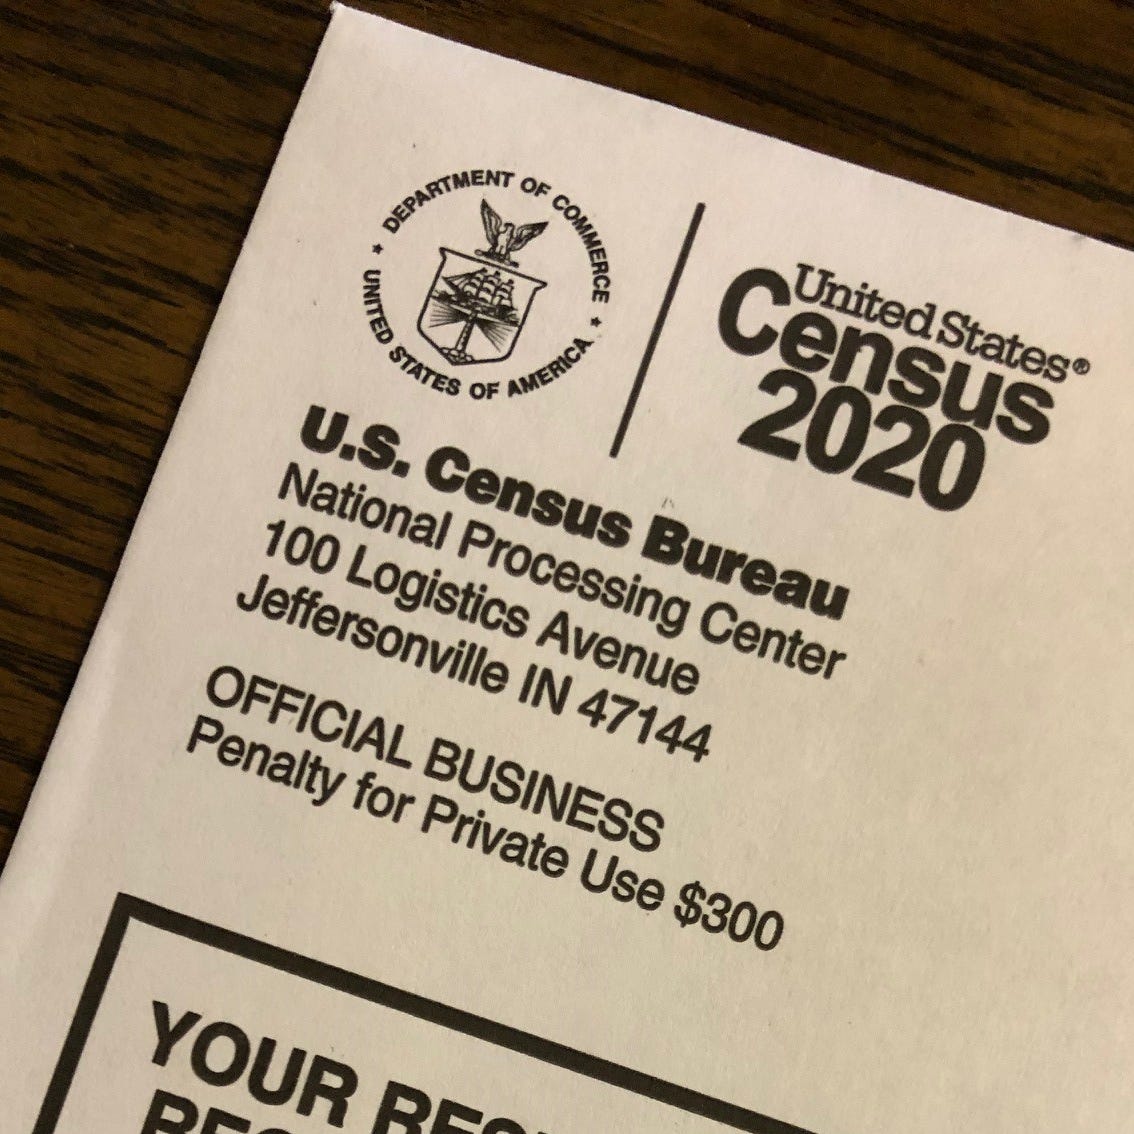 DEPARTMENT OF COMMERCE
UNITED STATES OF AMERICA
United States®
Census
2020
U.S. Census Bureau
National Processing Center
100 Logistics Avenue
Jeffersonville IN 47144
OFFICIAL BUSINESS
Penalty for Private Use $300
YOUR